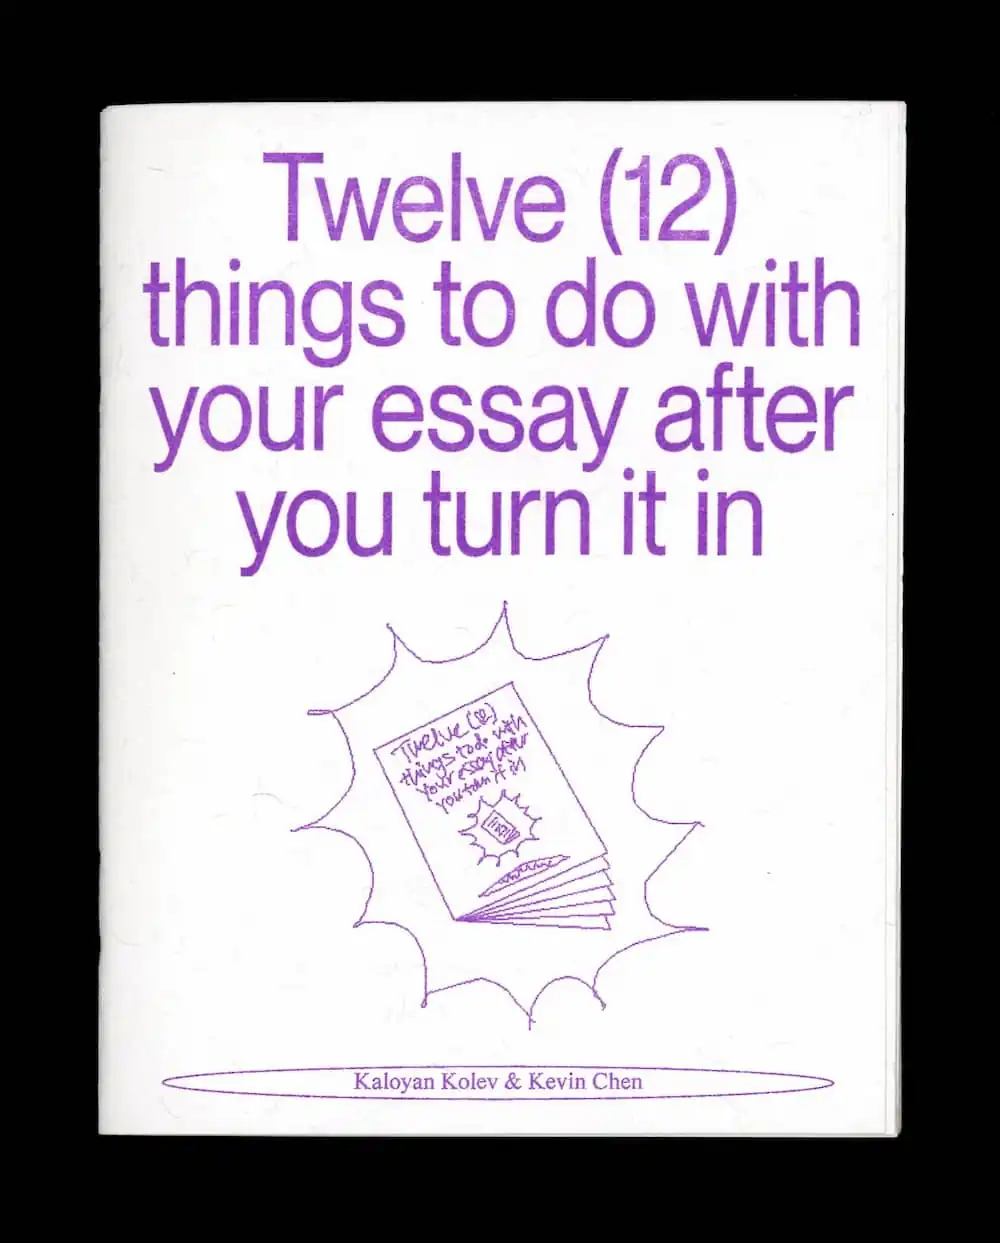 Twelve (12)
things to do with
your essay after
you turn it in
Twelve (12)
things to do with
your essay after
you turn it in
Kaloyan Kolev & Kevin Chen